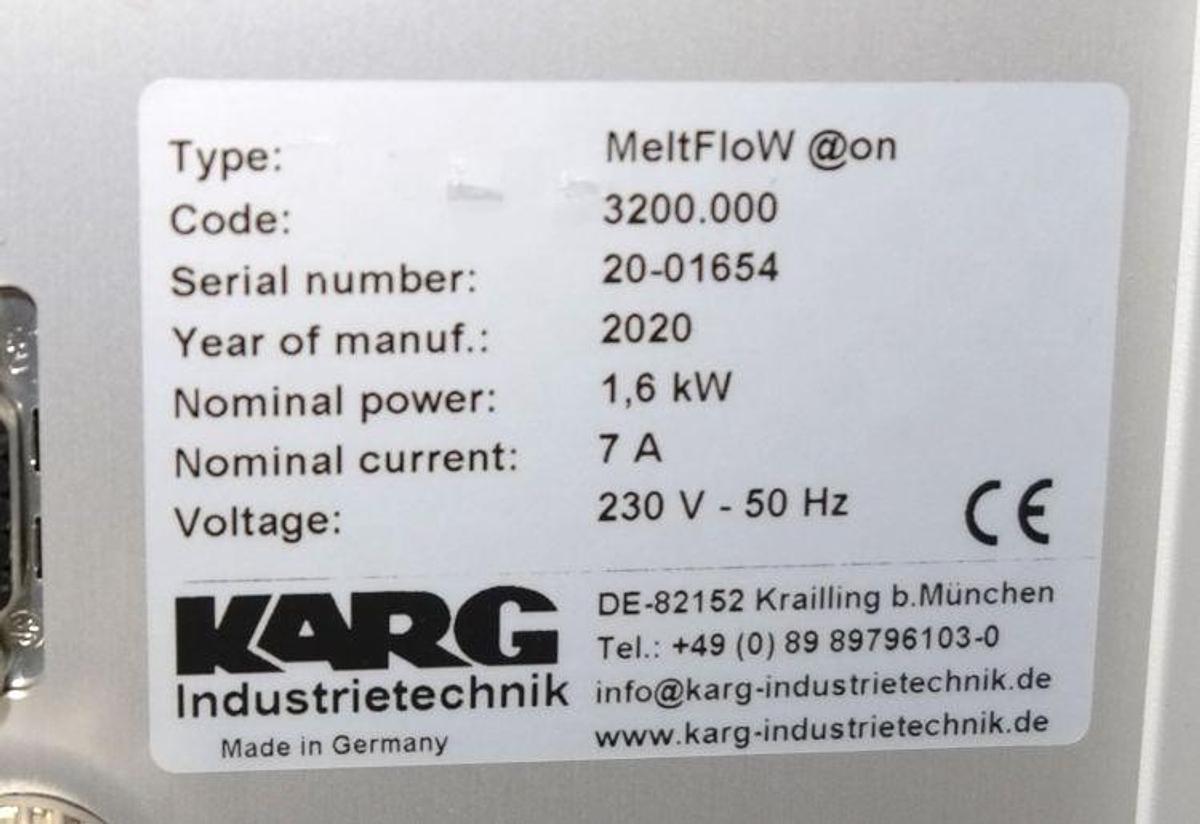 Type: MeltFloW @on
Code: 3200.000
Serial number: 20-01654
Year of manuf.: 2020
Nominal power: 1,6 kW
Nominal current: 7 A
Voltage: 230 V - 50 Hz
CE
KARG
Industrietechnik
Made in Germany
DE-82152 Krailling b.München
Tel.: +49 (0) 89 89796103-0
info@karg-industrietechnik.de
www.karg-industrietechnik.de